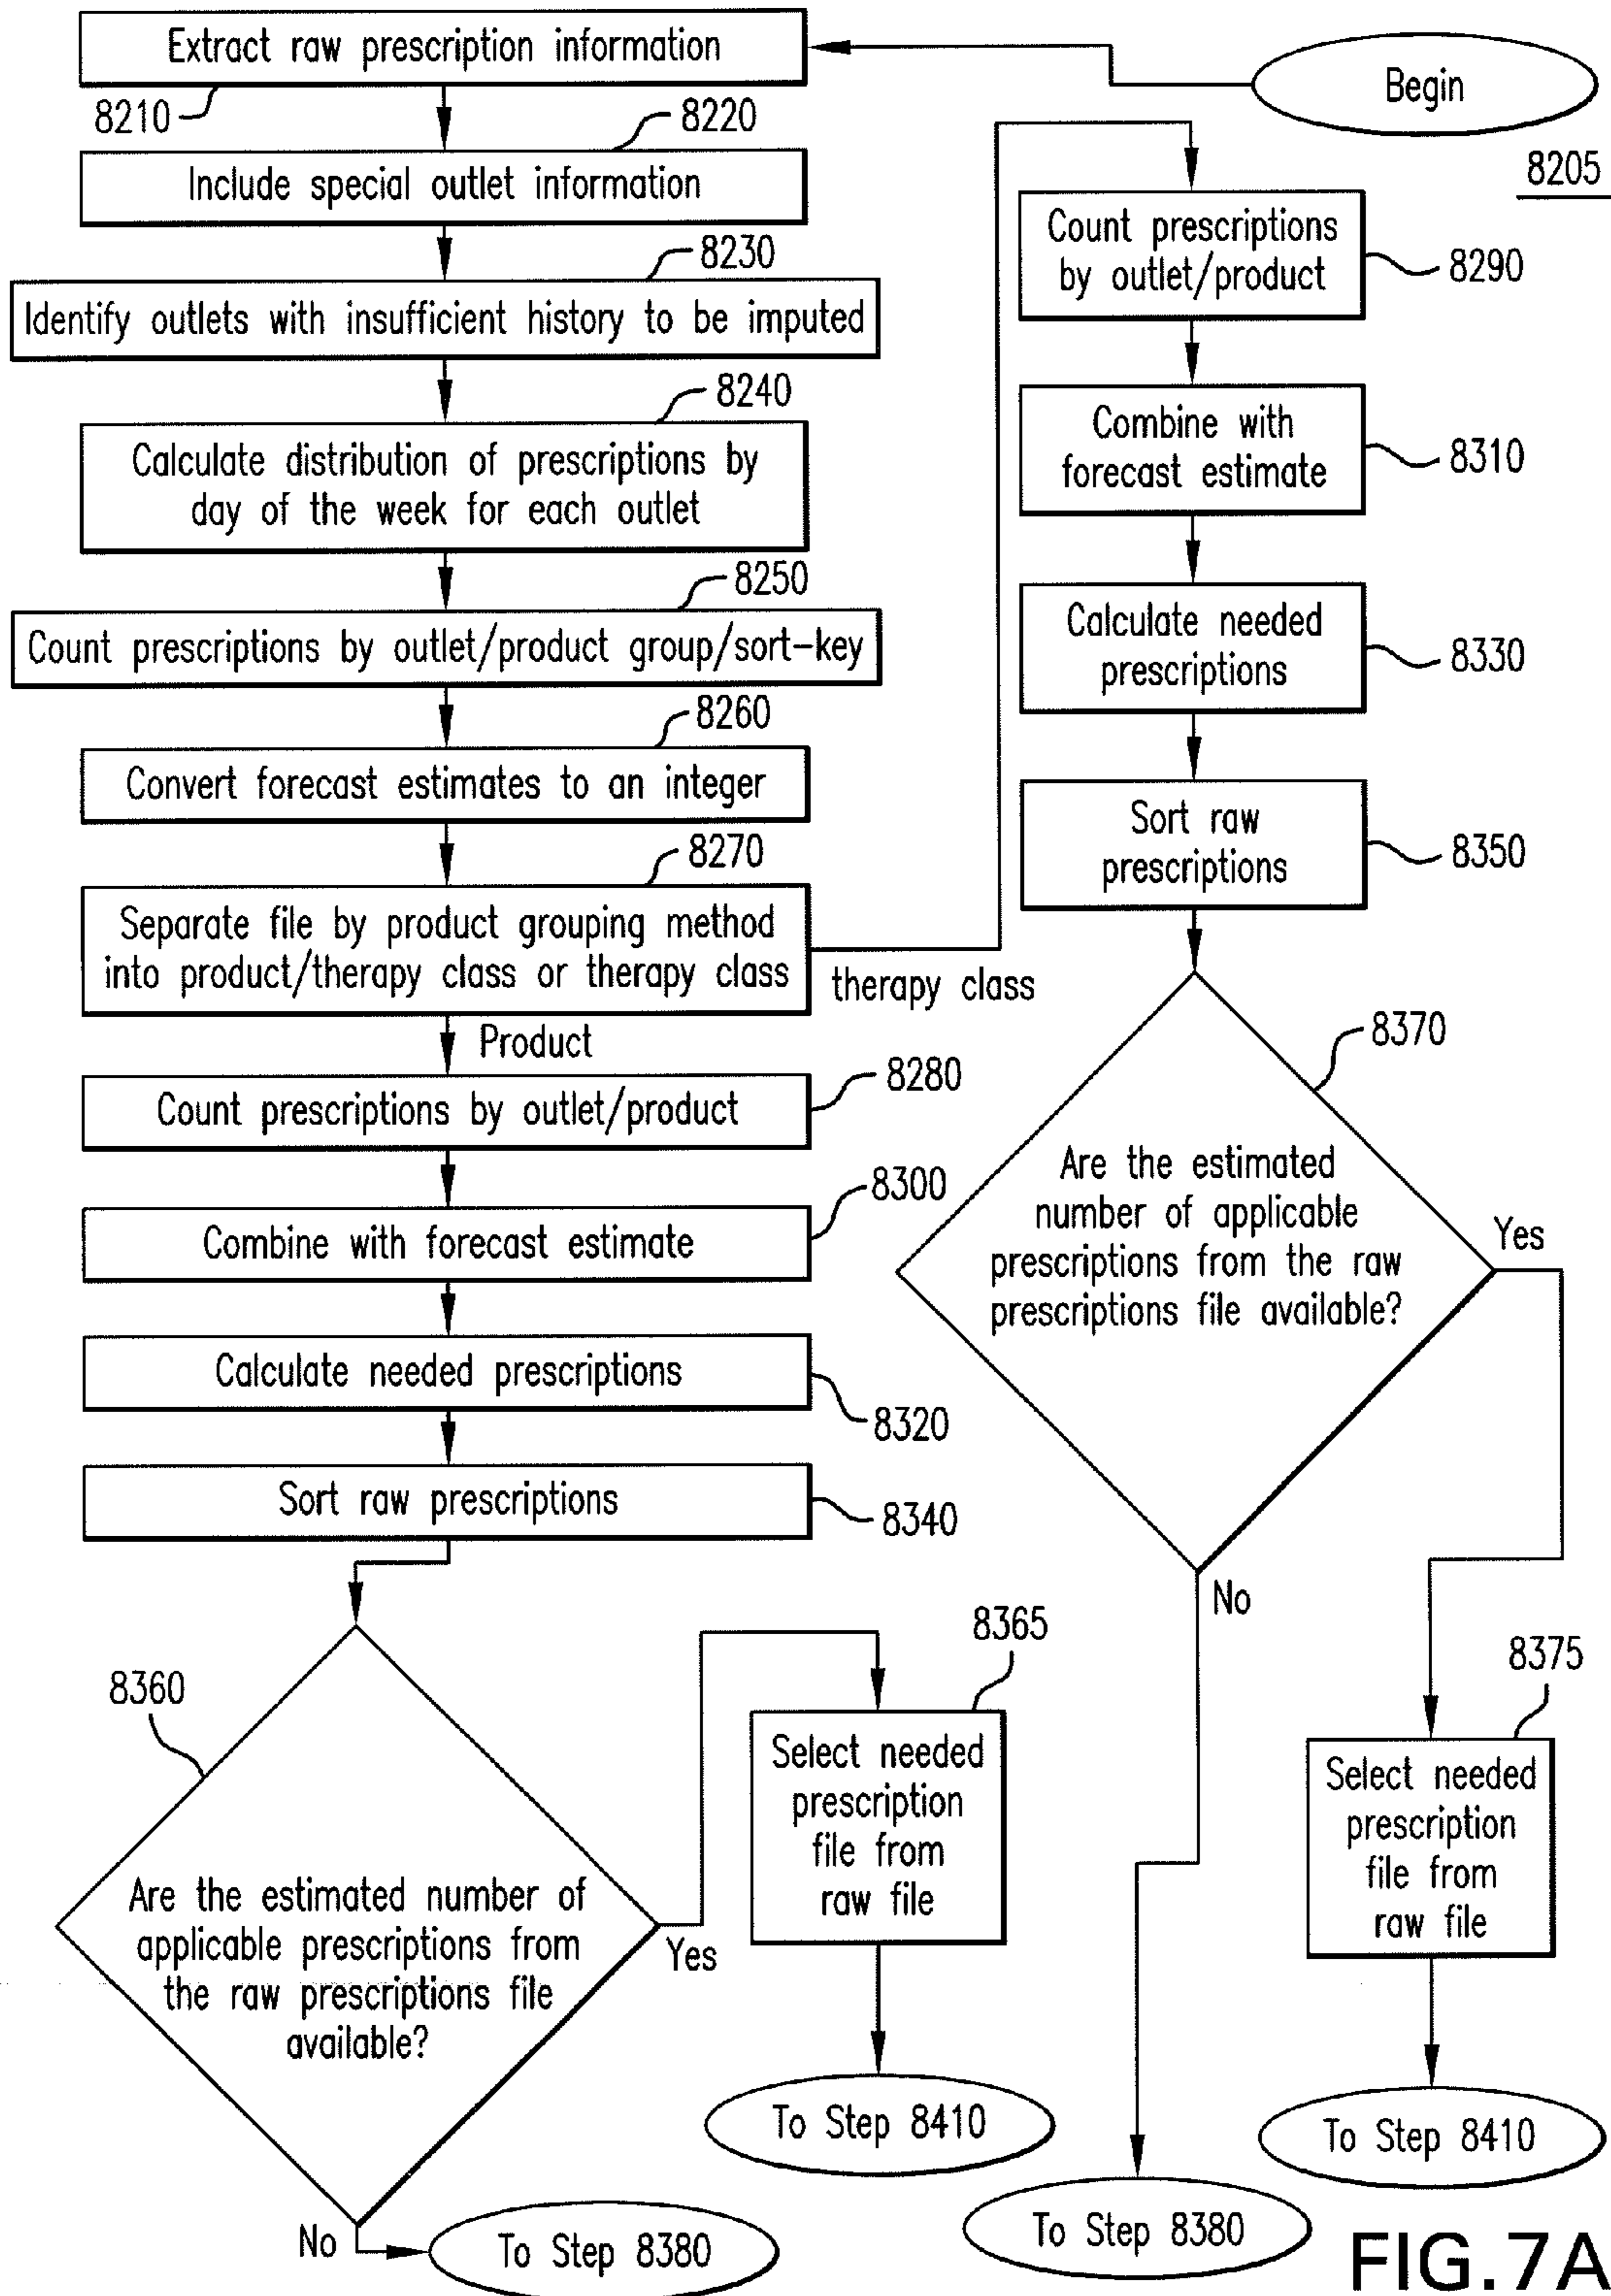 Extract raw prescription information
8210
Begin
8205
8220
Include special outlet information
8230
Identify outlets with insufficient history to be imputed
8240
Calculate distribution of prescriptions by
day of the week for each outlet
8250
Count prescriptions by outlet/product group/sort-key
8260
Convert forecast estimates to an integer
8270
Separate file by product grouping method
into product/therapy class or therapy class
therapy class
Product
8280
Count prescriptions by outlet/product
8300
Combine with forecast estimate
Calculate needed prescriptions
8320
Sort raw prescriptions
8340
8360
Are the estimated number of
applicable prescriptions from
the raw prescriptions file
available?
Yes
No
To Step 8380
8365
Select needed
prescription
file from
raw file
To Step 8410
Count prescriptions
by outlet/product
8290
Combine with
forecast estimate
8310
Calculate needed
prescriptions
8330
Sort raw
prescriptions
8350
8370
Are the estimated
number of applicable
prescriptions from the raw
prescriptions file available?
Yes
No
To Step 8380
8375
Select needed
prescription
file from
raw file
To Step 8410
FIG.7A